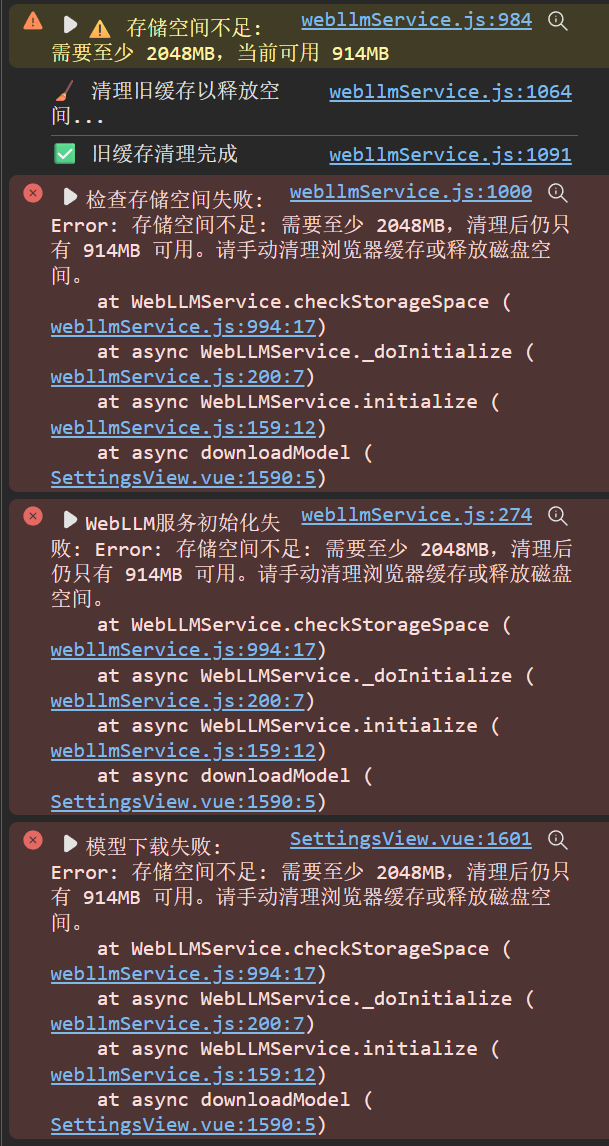 ⚠️ 存储空间不足: webllmService.js:984
需要至少 2048MB，当前可用 914MB
🧹 清理旧缓存以释放空 webllmService.js:1064
间...
✅ 旧缓存清理完成 webllmService.js:1091
检查存储空间失败: webllmService.js:1000
Error: 存储空间不足: 需要至少 2048MB，清理后仍只
有 914MB 可用。请手动清理浏览器缓存或释放磁盘空
间。
at WebLLMService.checkStorageSpace (
webllmService.js:994:17)
at async WebLLMService._doInitialize (
webllmService.js:200:7)
at async WebLLMService.initialize (
webllmService.js:159:12)
at async downloadModel (
SettingsView.vue:1590:5)
WebLLM服务初始化失 webllmService.js:274
败: Error: 存储空间不足: 需要至少 2048MB，清理后
仍只有 914MB 可用。请手动清理浏览器缓存或释放磁盘
空间。
at WebLLMService.checkStorageSpace (
webllmService.js:994:17)
at async WebLLMService._doInitialize (
webllmService.js:200:7)
at async WebLLMService.initialize (
webllmService.js:159:12)
at async downloadModel (
SettingsView.vue:1590:5)
模型下载失败: SettingsView.vue:1601
Error: 存储空间不足: 需要至少 2048MB，清理后仍只
有 914MB 可用。请手动清理浏览器缓存或释放磁盘空
间。
at WebLLMService.checkStorageSpace (
webllmService.js:994:17)
at async WebLLMService._doInitialize (
webllmService.js:200:7)
at async WebLLMService.initialize (
webllmService.js:159:12)
at async downloadModel (
SettingsView.vue:1590:5)